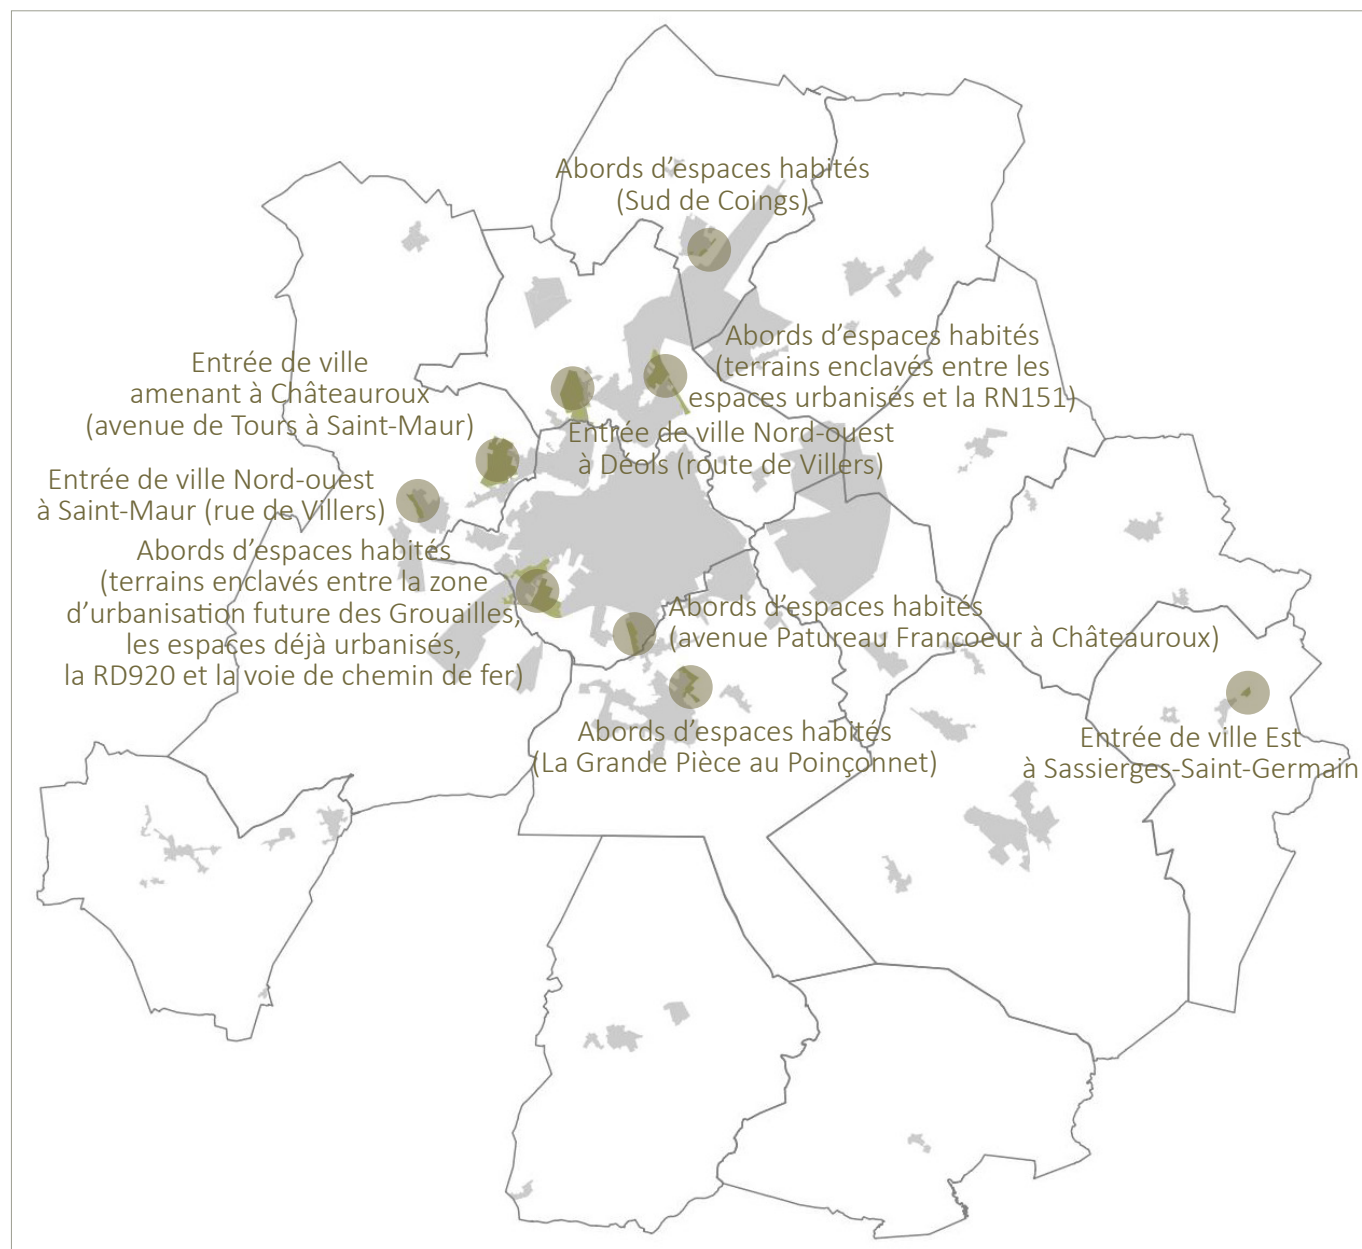 Abords d’espaces habités
(Sud de Coings)
Abords d’espaces habités
(terrains enclavés entre les
espaces urbanisés et la RN151)
Entrée de ville
amenant à Châteauroux
(avenue de Tours à Saint-Maur)
Entrée de ville Nord-ouest
à Déols (route de Villers)
Entrée de ville Nord-ouest
à Saint-Maur (rue de Villers)
Abords d’espaces habités
(terrains enclavés entre la zone
d’urbanisation future des Grouailles,
les espaces déjà urbanisés,
la RD920 et la voie de chemin de fer)
Abords d’espaces habités
(avenue Patureau Francoeur à Châteauroux)
Abords d’espaces habités
(La Grande Pièce au Poinçonnet)
Entrée de ville Est
à Sassierges-Saint-Germain